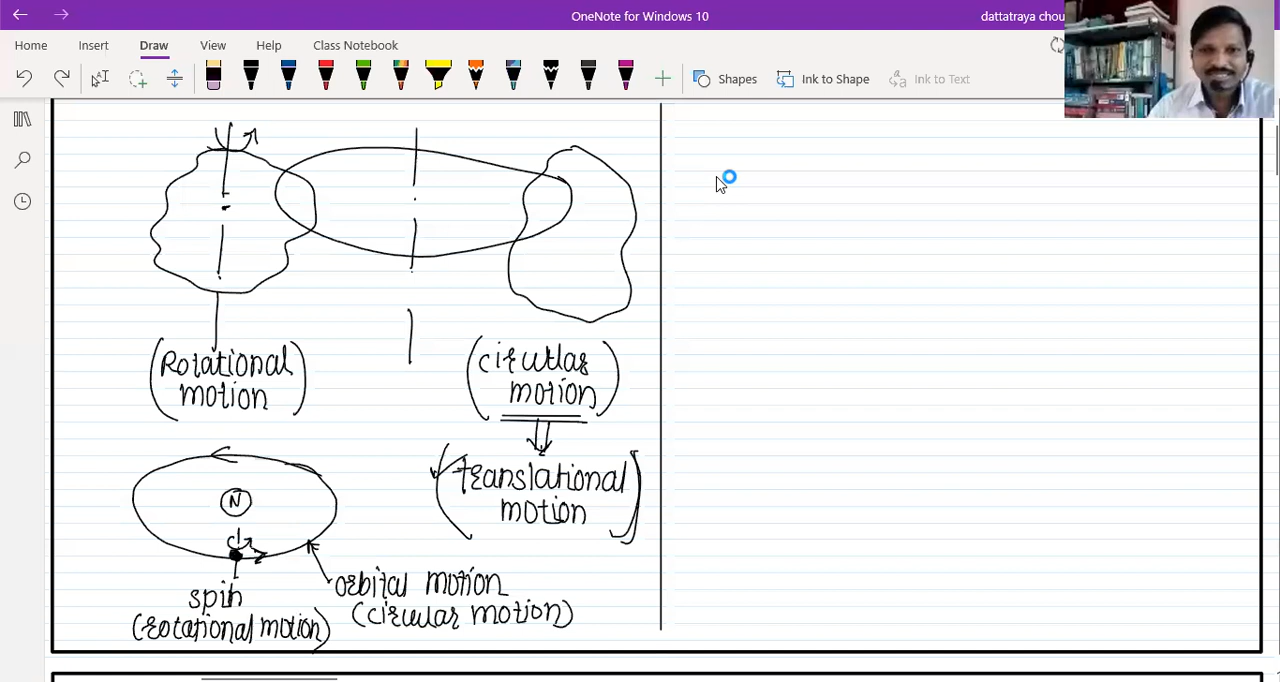 OneNote for Windows 10
dattatraya chou
Home Insert Draw View Help Class Notebook
Shapes Ink to Shape Ink to Text
(Rotational
motion)
(circular
motion)
(translational
motion)
N
spin
(rotational motion)
orbital motion
(circular motion)